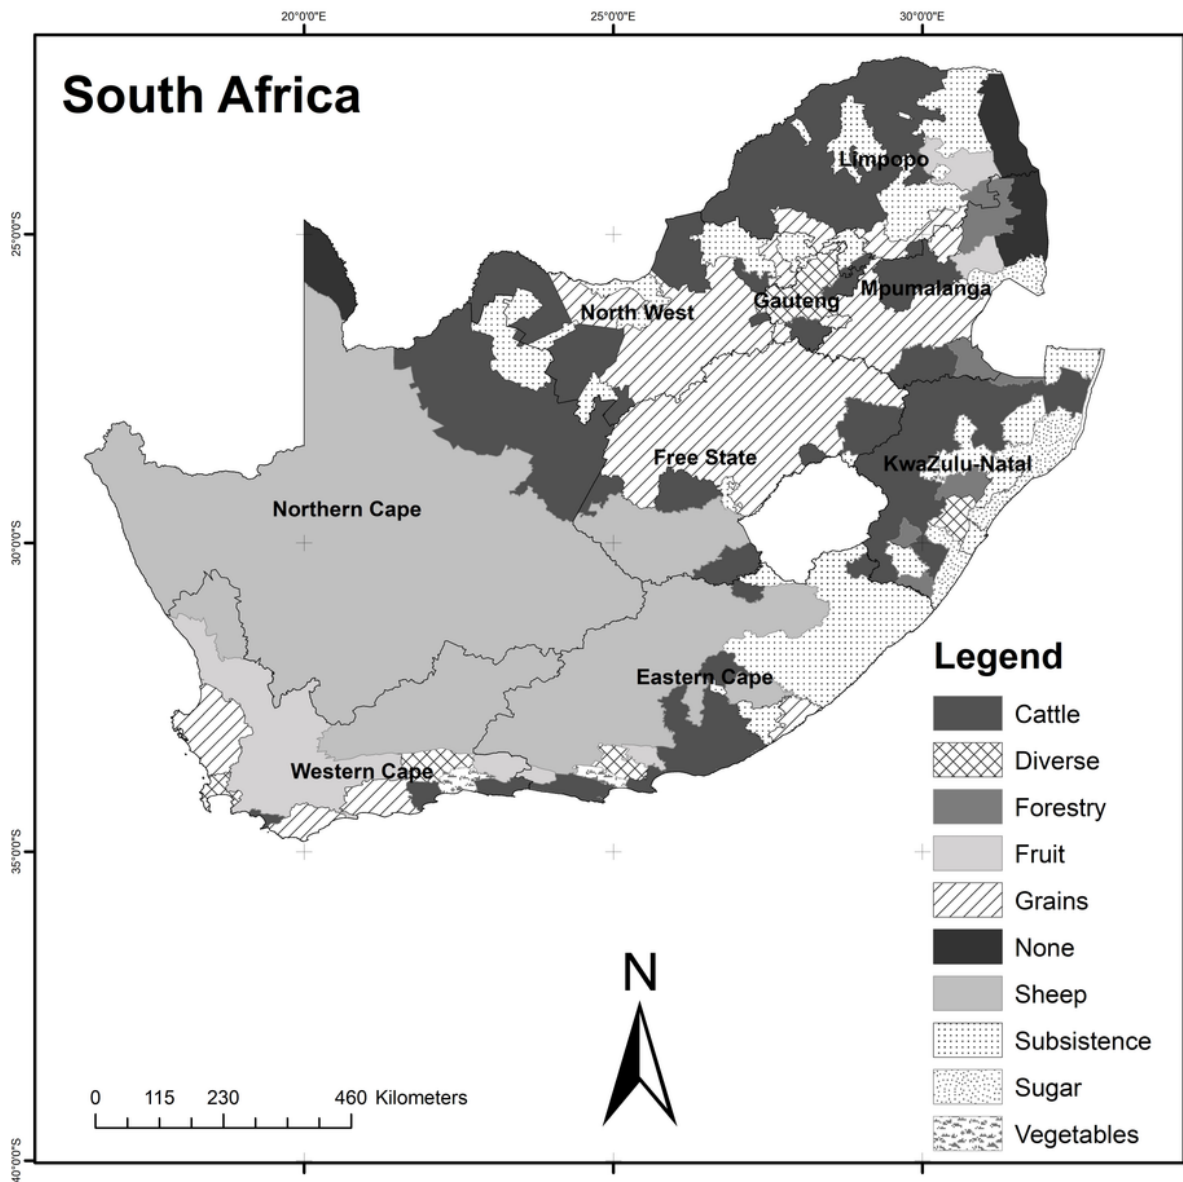 20°0'0"E 25°0'0"E 30°0'0"E
South Africa
Limpopo
25°0'0"S
Mpumalanga
Gauteng
North West
Free State
KwaZulu-Natal
Northern Cape
30°0'0"S
Eastern Cape
Western Cape
35°0'0"S
Legend
Cattle
Diverse
Forestry
Fruit
Grains
None
Sheep
Subsistence
Sugar
Vegetables
N
0 115 230 460 Kilometers
40°0'0"S